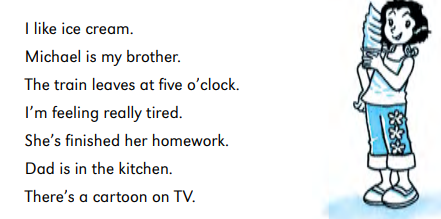 I like ice cream.
Michael is my brother.
The train leaves at five o’clock.
I’m feeling really tired.
She’s finished her homework.
Dad is in the kitchen.
There’s a cartoon on TV.